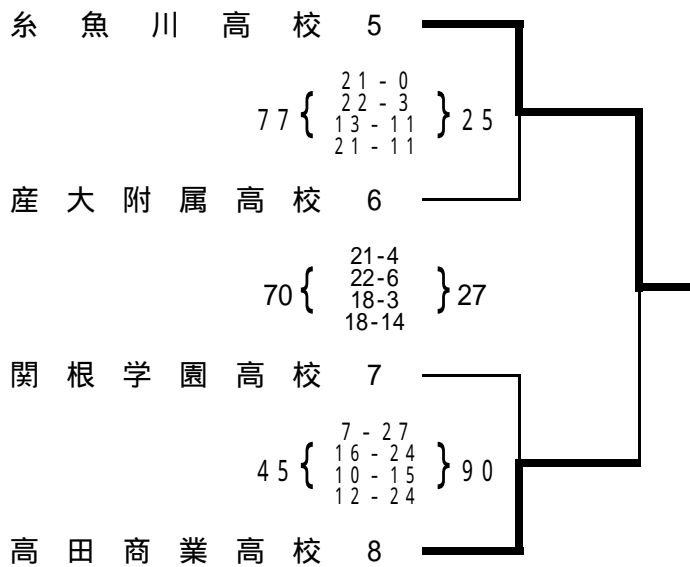 糸魚川高校 5
21 - 0
22 - 3
77 { 13 - 11 } 25
21 - 11
産大附属高校 6
21-4
22-6
70 { 18-3 } 27
18-14
関根学園高校 7
7 - 27
16 - 24
45 { 10 - 15 } 90
12 - 24
高田商業高校 8